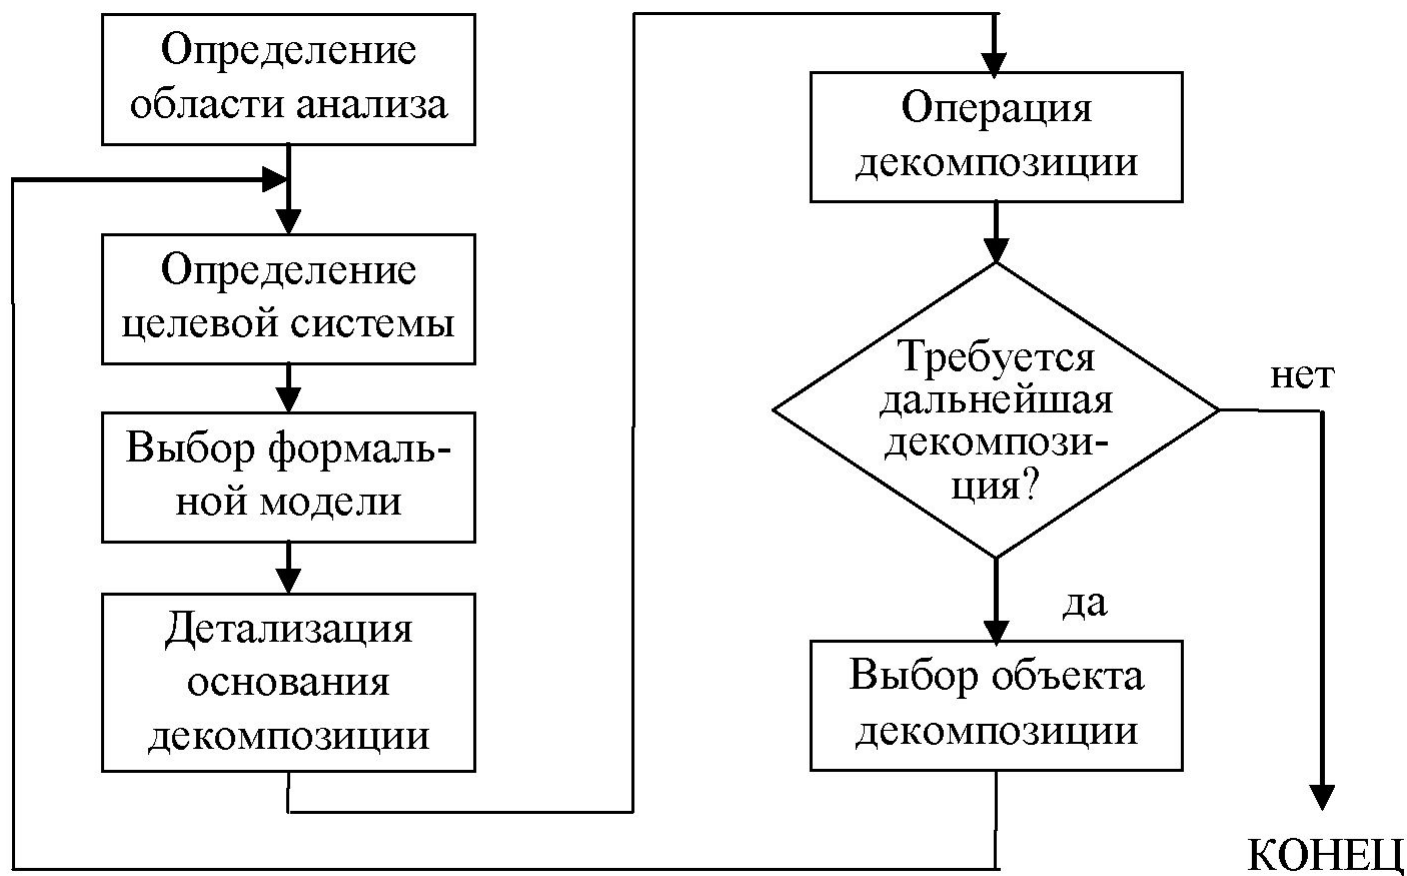 Определение
области анализа
Определение
целевой системы
Выбор формаль-
ной модели
Детализация
основания
декомпозиции
Операция
декомпозиции
Требуется
дальнейшая
декомпози-
ция?
нет
да
Выбор объекта
декомпозиции
КОНЕЦ